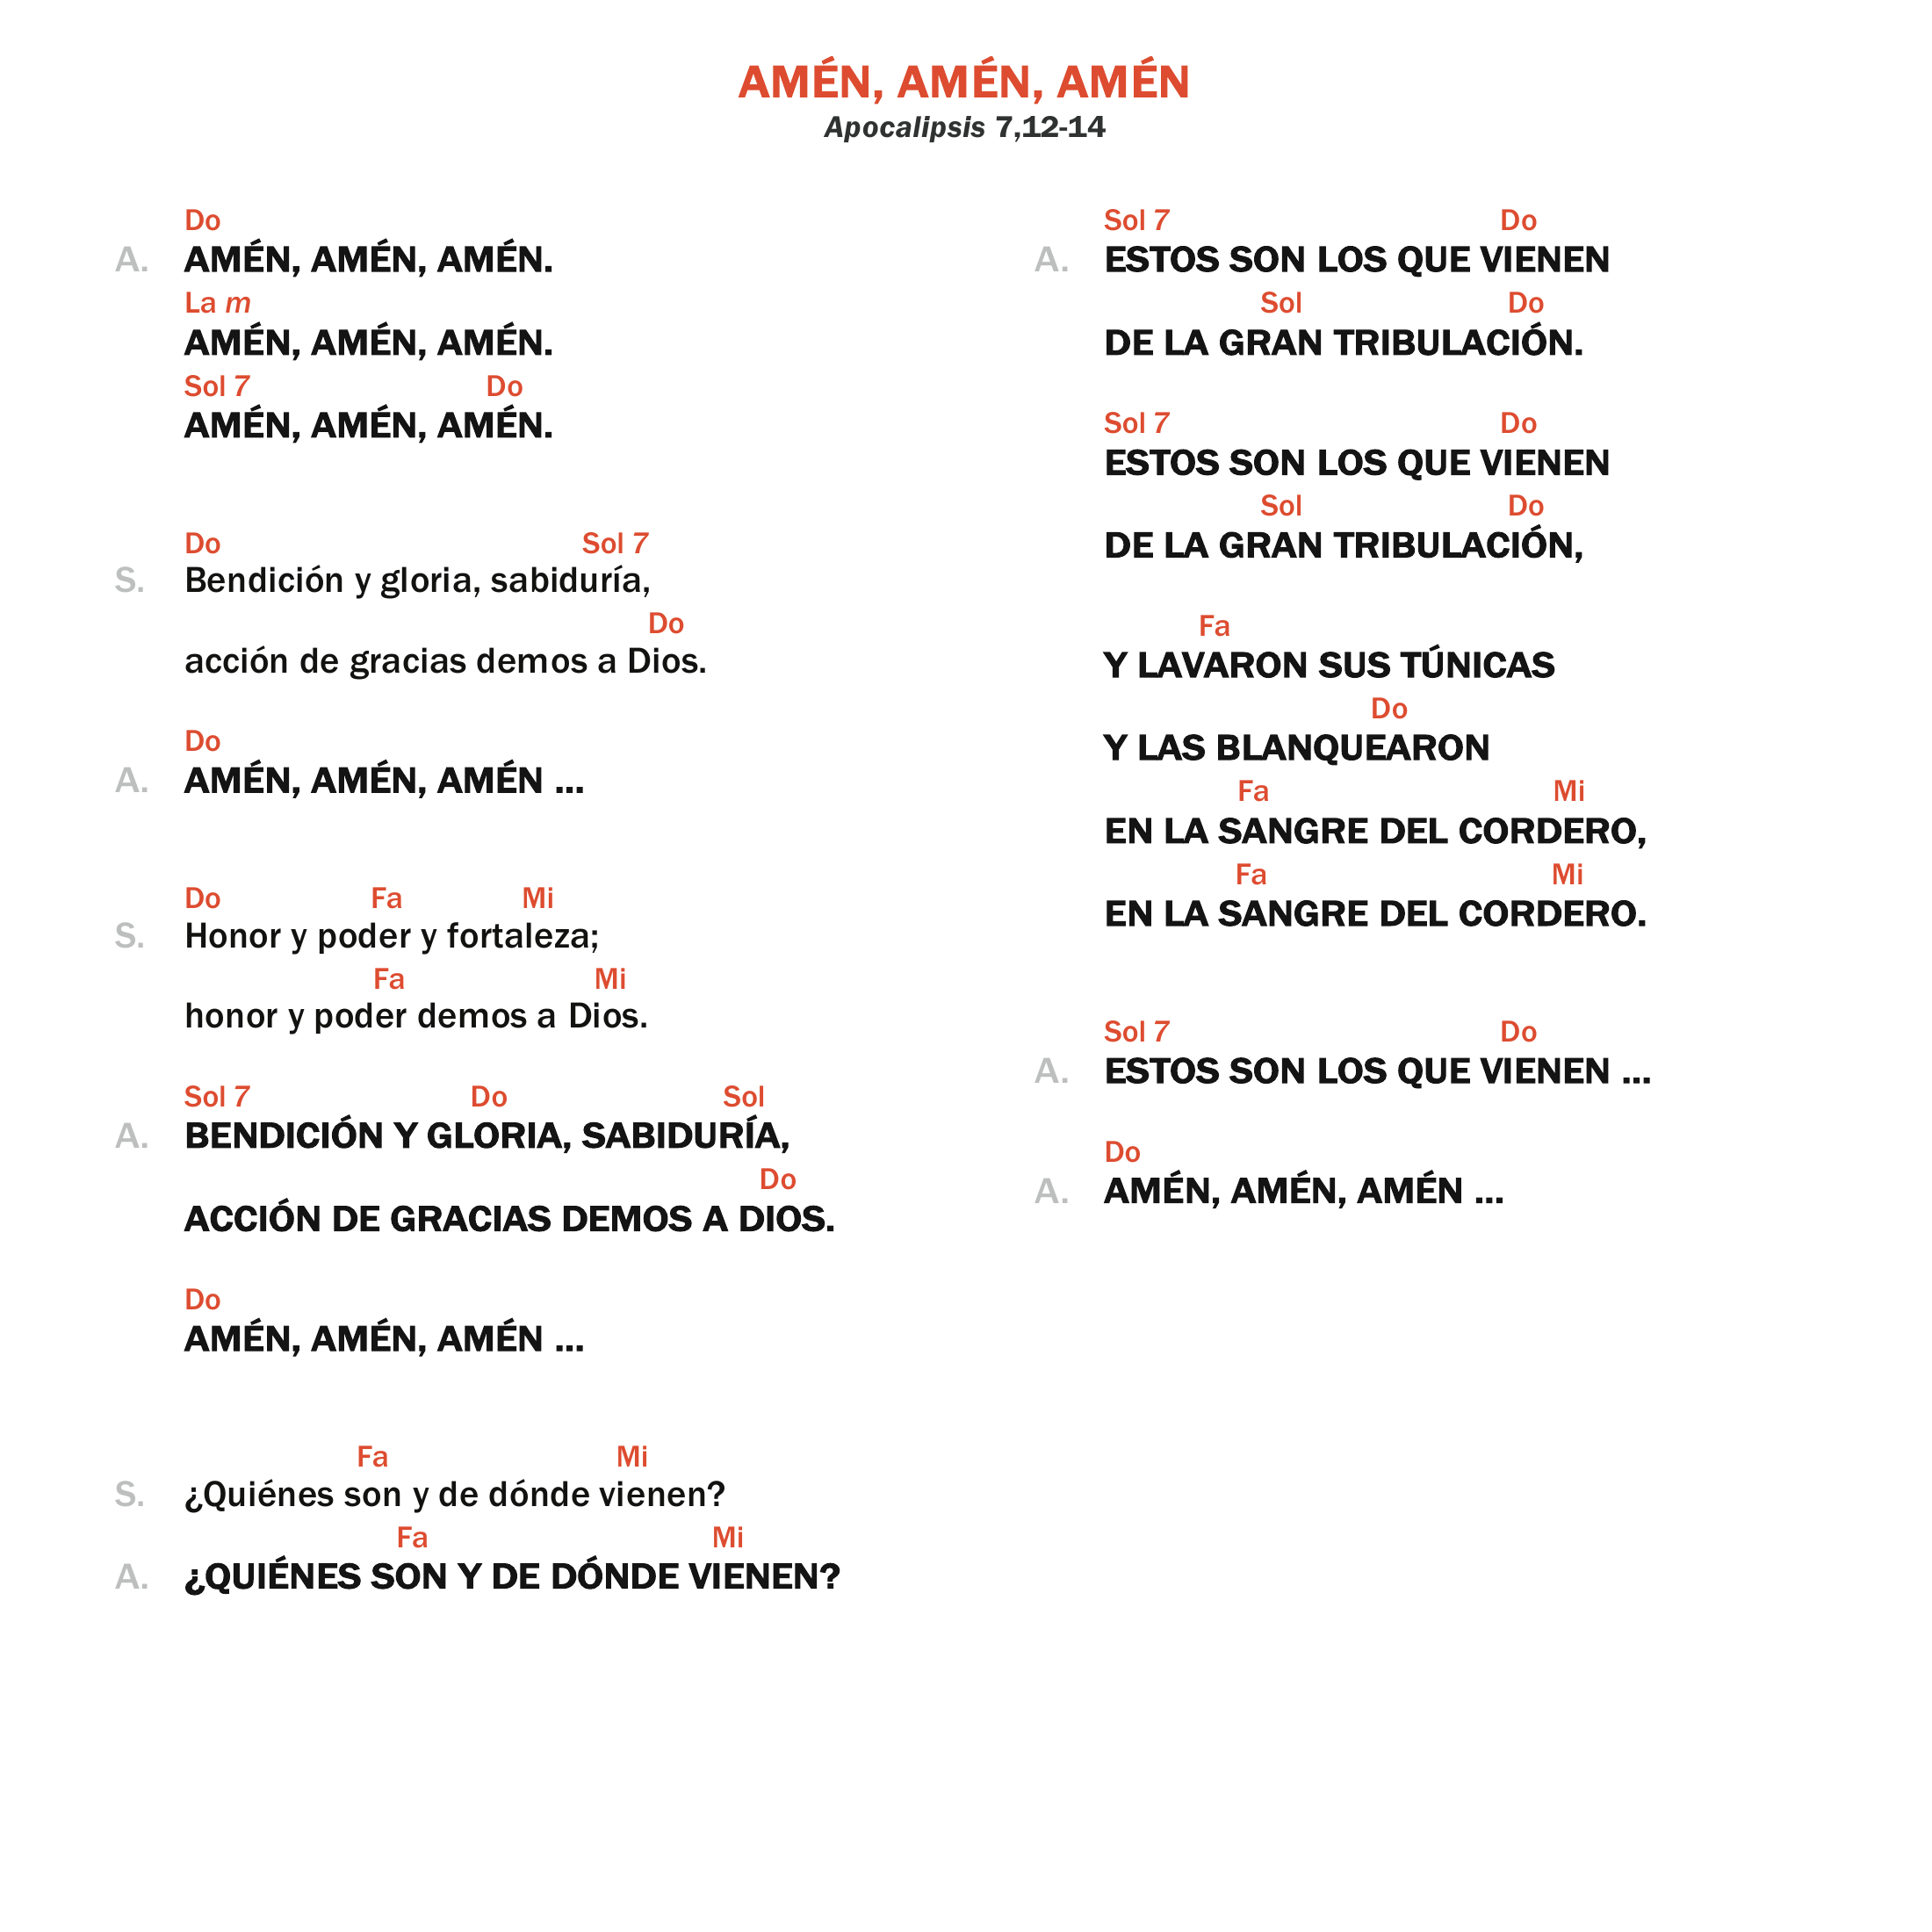 AMÉN, AMÉN, AMÉN
Apocalipsis 7,12-14
Do
A. AMÉN, AMÉN, AMÉN.
La m
AMÉN, AMÉN, AMÉN.
Sol 7 Do
AMÉN, AMÉN, AMÉN.
Do Sol 7
S. Bendición y gloria, sabiduría,
Do
acción de gracias demos a Dios.
Do
A. AMÉN, AMÉN, AMÉN ...
Do Fa Mi
S. Honor y poder y fortaleza;
Fa Mi
honor y poder demos a Dios.
Sol 7 Do Sol
A. BENDICIÓN Y GLORIA, SABIDURÍA,
Do
ACCIÓN DE GRACIAS DEMOS A DIOS.
Do
AMÉN, AMÉN, AMÉN ...
Fa Mi
S. ¿Quiénes son y de dónde vienen?
Fa Mi
A. ¿QUIÉNES SON Y DE DÓNDE VIENEN?
Sol 7 Do
A. ESTOS SON LOS QUE VIENEN
Sol Do
DE LA GRAN TRIBULACIÓN.
Sol 7 Do
ESTOS SON LOS QUE VIENEN
Sol Do
DE LA GRAN TRIBULACIÓN,
Fa
Y LAVARON SUS TÚNICAS
Do
Y LAS BLANQUEARON
Fa Mi
EN LA SANGRE DEL CORDERO,
Fa Mi
EN LA SANGRE DEL CORDERO.
Sol 7 Do
A. ESTOS SON LOS QUE VIENEN ...
Do
A. AMÉN, AMÉN, AMÉN ...